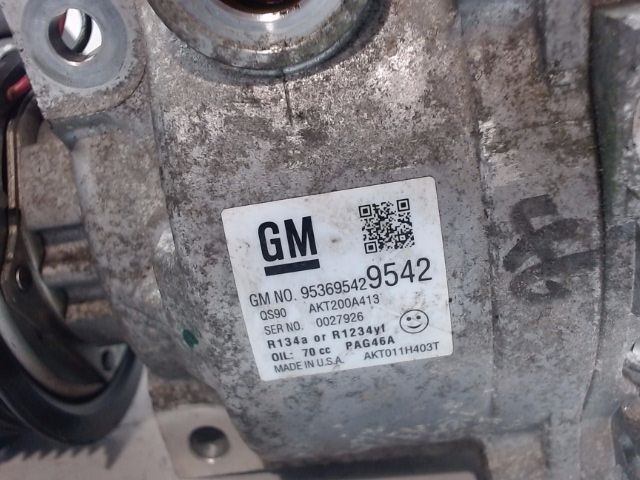 GM
GM NO. 95369542 9542
QS90 AKT200A413
SER NO. 0027926
R134a or R1234yf
OIL: 70 cc PAG46A
MADE IN U.S.A. AKT011H403T